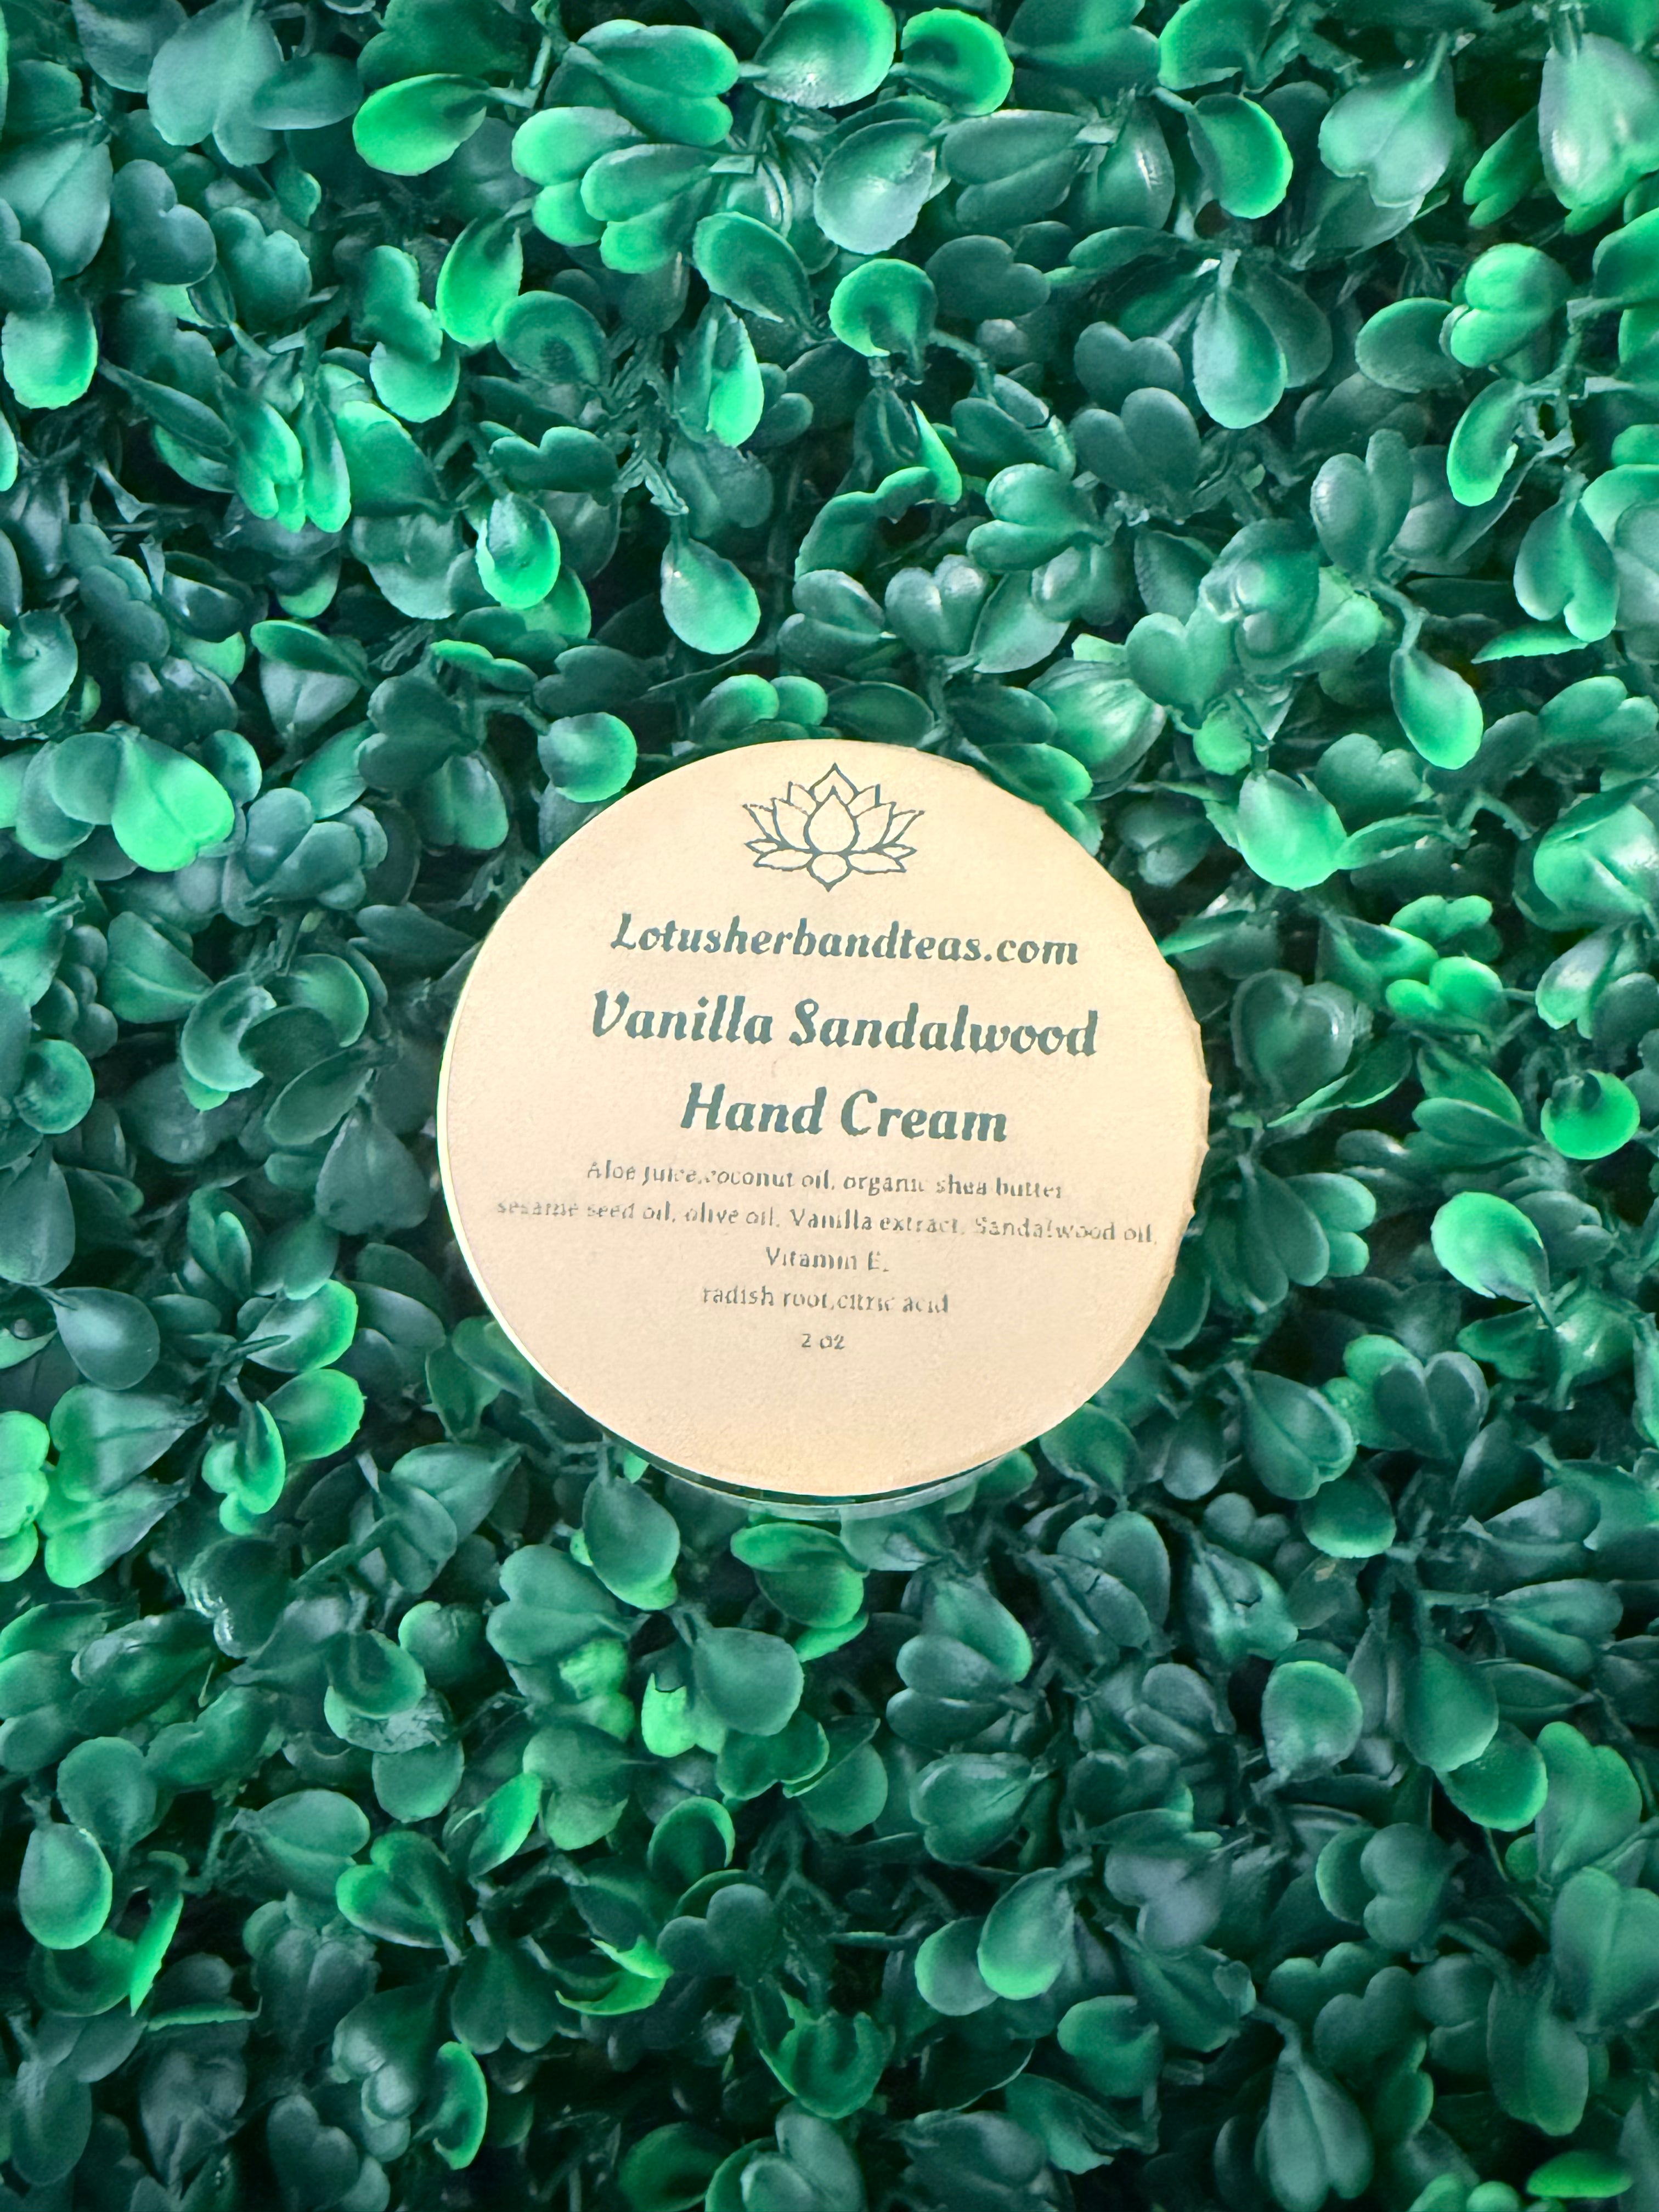 Lotusherbandteas.com
Vanilla Sandalwood
Hand Cream
Aloe Juice,coconut oil, organic shea butter
sesame seed oil, olive oil, Vanilla extract, Sandalwood oil,
Vitamin E,
radish root,citric acid
2 oz